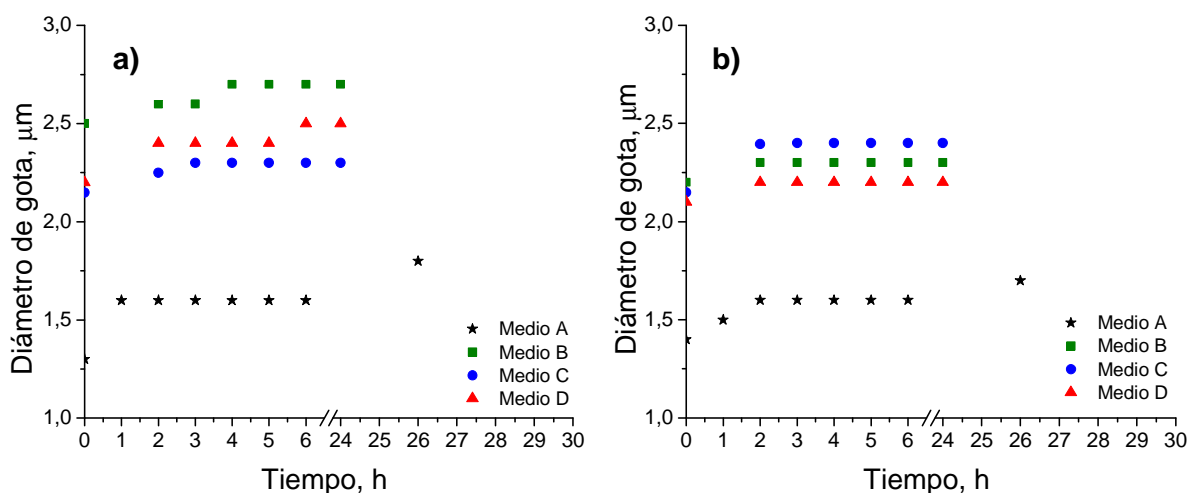 a)
Diámetro de gota, μm
3,0
2,5
2,0
1,5
1,0
Medio A
Medio B
Medio C
Medio D
0 1 2 3 4 5 6 24 25 26 27 28 29 30
Tiempo, h
b)
Diámetro de gota, μm
3,0
2,5
2,0
1,5
1,0
Medio A
Medio B
Medio C
Medio D
0 1 2 3 4 5 6 24 25 26 27 28 29 30
Tiempo, h